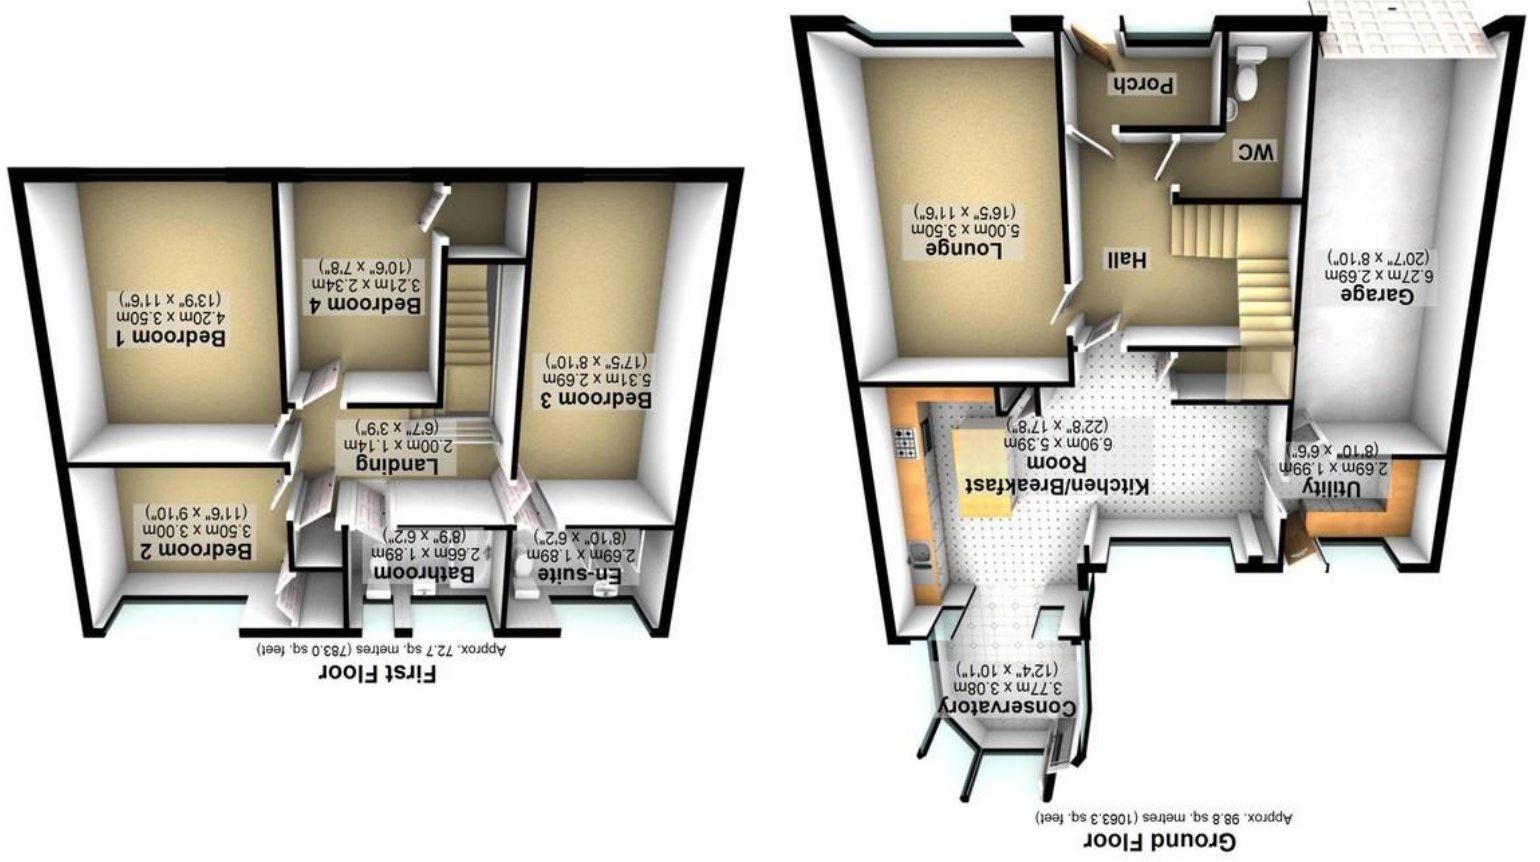 Ground Floor
Approx. 98.8 sq. metres (1063.3 sq. feet)
Conservatory
3.77m x 3.08m
(12'4" x 10'1")
Utility
2.69m x 1.99m
(8'10" x 6'6")
Kitchen/Breakfast
Room
6.90m x 5.39m
(22'8" x 17'8")
Garage
6.27m x 2.69m
(20'7" x 8'10")
Hall
Lounge
5.00m x 3.50m
(16'5" x 11'6")
WC
Porch
First Floor
Approx. 72.7 sq. metres (783.0 sq. feet)
En-suite
2.69m x 1.89m
(8'10" x 6'2")
Bathroom
2.66m x 1.89m
(8'9" x 6'2")
Bedroom 2
3.50m x 3.00m
(11'6" x 9'10")
Landing
2.00m x 1.14m
(6'7" x 3'9")
Bedroom 3
5.31m x 2.69m
(17'5" x 8'10")
Bedroom 4
3.21m x 2.34m
(10'6" x 7'8")
Bedroom 1
4.20m x 3.50m
(13'9" x 11'6")